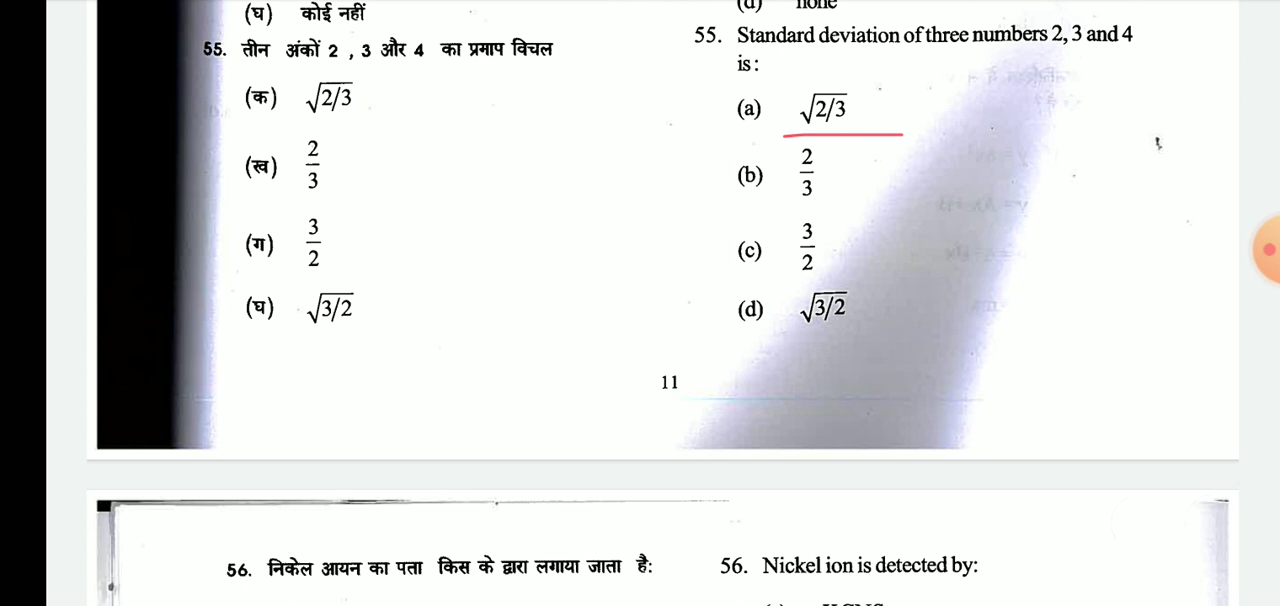 (घ) कोई नहीं
55. तीन अंकों 2 , 3 और 4 का प्रमाप विचल
(क) √2/3
(ख) 2/3
(ग) 3/2
(घ) √3/2
(d) none
55. Standard deviation of three numbers 2, 3 and 4
is :
(a) √2/3
(b) 2/3
(c) 3/2
(d) √3/2
11
56. निकेल आयन का पता किस के द्वारा लगाया जाता है:
56. Nickel ion is detected by: